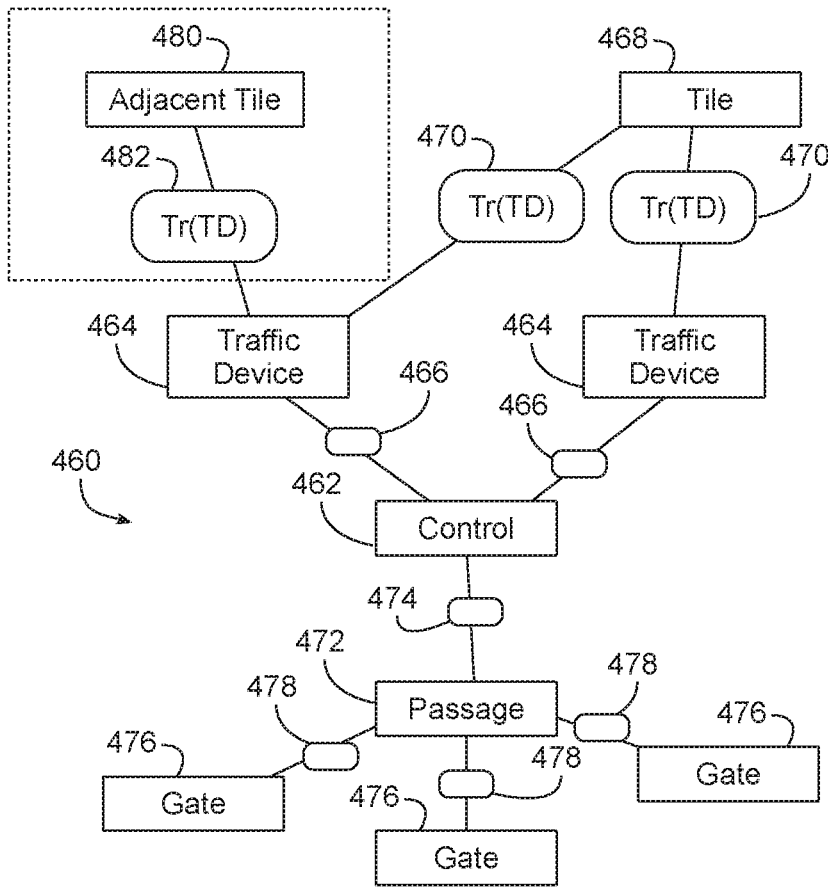 480
468
Adjacent Tile
Tile
482
470
470
Tr(TD)
Tr(TD)
Tr(TD)
464
Traffic
Device
464
Traffic
Device
466
466
460
462
Control
474
472
478
Passage
478
476
476
Gate
478
Gate
476
Gate